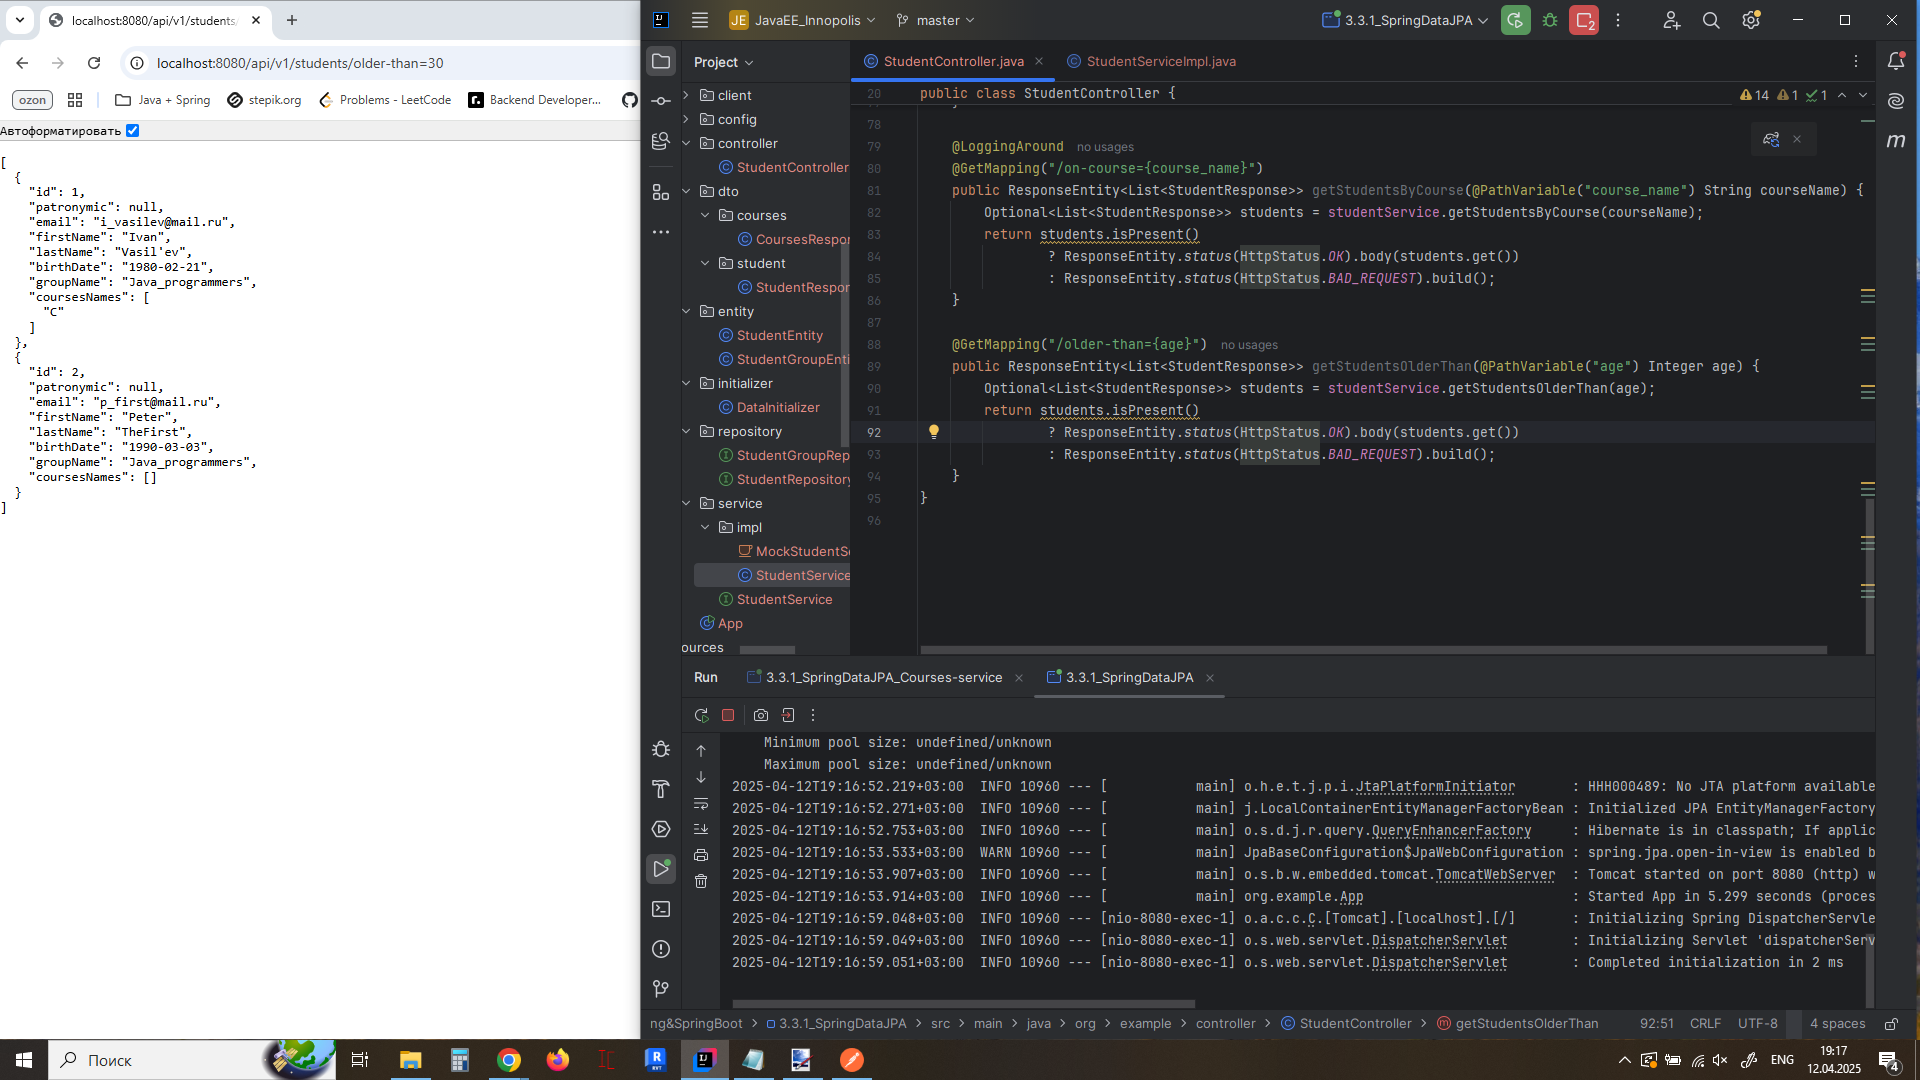 localhost:8080/api/v1/students/
localhost:8080/api/v1/students/older-than=30
ozon
Java + Spring
stepik.org
Problems - LeetCode
Backend Developer...
Автоформатировать
[
  {
    "id": 1,
    "patronymic": null,
    "email": "i_vasilev@mail.ru",
    "firstName": "Ivan",
    "lastName": "Vasil'ev",
    "birthDate": "1980-02-21",
    "groupName": "Java_programmers",
    "coursesNames": [
      "C"
    ]
  },
  {
    "id": 2,
    "patronymic": null,
    "email": "p_first@mail.ru",
    "firstName": "Peter",
    "lastName": "TheFirst",
    "birthDate": "1990-03-03",
    "groupName": "Java_programmers",
    "coursesNames": []
  }
]
JE JavaEE_Innopolis
master
3.3.1_SpringDataJPA
2
Project
client
config
controller
StudentController
dto
courses
CoursesRespon
student
StudentRespon
entity
StudentEntity
StudentGroupEnti
initializer
DataInitializer
repository
StudentGroupRep
StudentRepository
service
impl
MockStudentS
StudentService
StudentService
App
ources
StudentController.java
StudentServiceImpl.java
20 public class StudentController {
14 1 1
78
79 @LoggingAround no usages
80 @GetMapping("/on-course={course_name}")
81 public ResponseEntity<List<StudentResponse>> getStudentsByCourse(@PathVariable("course_name") String courseName) {
82 Optional<List<StudentResponse>> students = studentService.getStudentsByCourse(courseName);
83 return students.isPresent()
84 ? ResponseEntity.status(HttpStatus.OK).body(students.get())
85 : ResponseEntity.status(HttpStatus.BAD_REQUEST).build();
86 }
87
88 @GetMapping("/older-than={age}") no usages
89 public ResponseEntity<List<StudentResponse>> getStudentsOlderThan(@PathVariable("age") Integer age) {
90 Optional<List<StudentResponse>> students = studentService.getStudentsOlderThan(age);
91 return students.isPresent()
92 ? ResponseEntity.status(HttpStatus.OK).body(students.get())
93 : ResponseEntity.status(HttpStatus.BAD_REQUEST).build();
94 }
95 }
96
Run
3.3.1_SpringDataJPA_Courses-service
3.3.1_SpringDataJPA
Minimum pool size: undefined/unknown
Maximum pool size: undefined/unknown
2025-04-12T19:16:52.219+03:00  INFO 10960 --- [           main] o.h.e.t.j.p.i.JtaPlatformInitiator       : HHH000489: No JTA platform available
2025-04-12T19:16:52.271+03:00  INFO 10960 --- [           main] j.LocalContainerEntityManagerFactoryBean : Initialized JPA EntityManagerFactory
2025-04-12T19:16:52.753+03:00  INFO 10960 --- [           main] o.s.d.j.r.query.QueryEnhancerFactory     : Hibernate is in classpath; If applic
2025-04-12T19:16:53.533+03:00  WARN 10960 --- [           main] JpaBaseConfiguration$JpaWebConfiguration : spring.jpa.open-in-view is enabled b
2025-04-12T19:16:53.907+03:00  INFO 10960 --- [           main] o.s.b.w.embedded.tomcat.TomcatWebServer  : Tomcat started on port 8080 (http) w
2025-04-12T19:16:53.914+03:00  INFO 10960 --- [           main] org.example.App                          : Started App in 5.299 seconds (proces
2025-04-12T19:16:59.048+03:00  INFO 10960 --- [nio-8080-exec-1] o.a.c.c.C.[Tomcat].[localhost].[/]       : Initializing Spring DispatcherServle
2025-04-12T19:16:59.049+03:00  INFO 10960 --- [nio-8080-exec-1] o.s.web.servlet.DispatcherServlet        : Initializing Servlet 'dispatcherServ
2025-04-12T19:16:59.051+03:00  INFO 10960 --- [nio-8080-exec-1] o.s.web.servlet.DispatcherServlet        : Completed initialization in 2 ms
ng&SpringBoot > 3.3.1_SpringDataJPA > src > main > java > org > example > controller > StudentController > getStudentsOlderThan
92:51 CRLF UTF-8 4 spaces
Поиск
ENG
19:17
12.04.2025
4